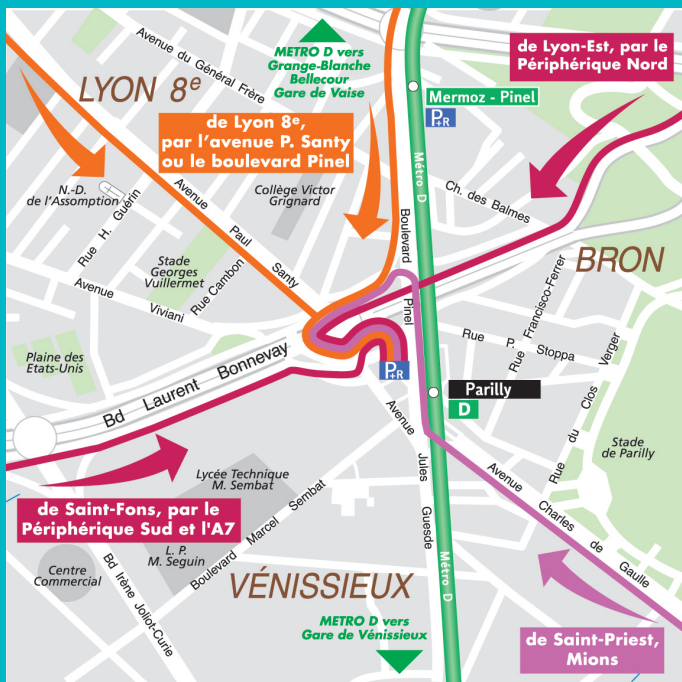 Avenue du Général Frère
METRO D vers
Grange-Blanche
Bellecour
Gare de Vaise
de Lyon-Est, par le
Périphérique Nord
LYON 8e
Mermoz - Pinel
P+R
de Lyon 8e,
par l'avenue P. Santy
ou le boulevard Pinel
Métro D
N.-D.
de l'Assomption
Rue H. Guérin
Avenue Paul Santy
Collège Victor
Grignard
Ch. des Balmes
Boulevard Pinel
BRON
Stade
Georges
Vuillermet
Rue Cambon
Avenue Viviani
Rue Francisco-Ferrer
Rue P. Stoppa
Rue du Clos Verger
Plaine des
Etats-Unis
Bd Laurent Bonnevay
P+R
Parilly
D
Stade
de Parilly
Avenue Jules Guesde
Lycée Technique
M. Sembat
de Saint-Fons, par le
Périphérique Sud et l'A7
Avenue Charles de Gaulle
L. P.
M. Seguin
Boulevard Marcel Sembat
Centre
Commercial
Bd Irène Joliot-Curie
VÉNISSIEUX
Métro D
METRO D vers
Gare de Vénissieux
de Saint-Priest,
Mions